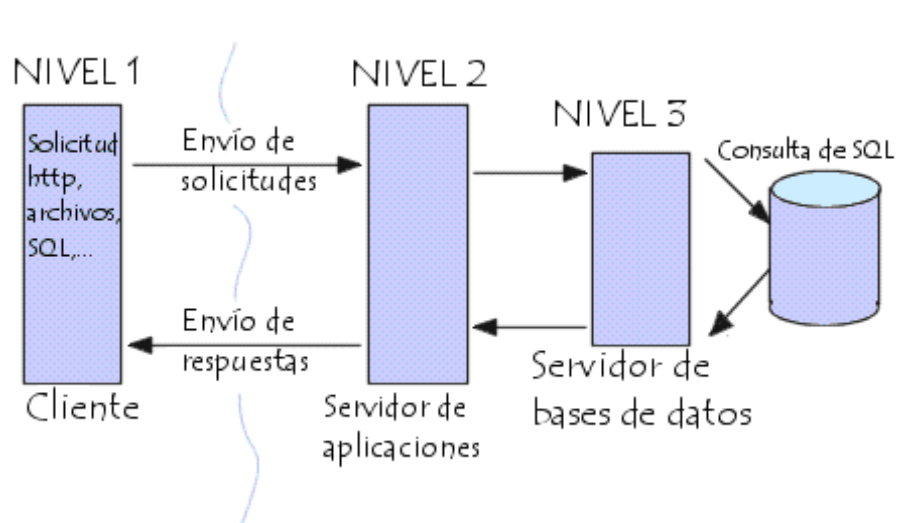 NIVEL 1
Solicitud
http,
archivos,
SQL,...
Cliente
Envío de
solicitudes
Envío de
respuestas
NIVEL 2
Servidor de
aplicaciones
NIVEL 3
Servidor de
bases de datos
Consulta de SQL